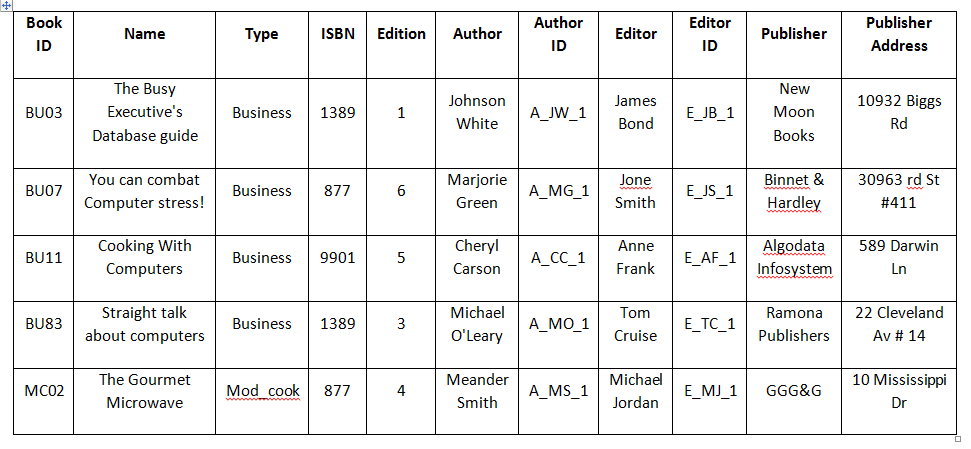 Book ID | Name | Type | ISBN | Edition | Author | Author ID | Editor | Editor ID | Publisher | Publisher Address
BU03 | The Busy Executive's Database guide | Business | 1389 | 1 | Johnson White | A_JW_1 | James Bond | E_JB_1 | New Moon Books | 10932 Biggs Rd
BU07 | You can combat Computer stress! | Business | 877 | 6 | Marjorie Green | A_MG_1 | Jone Smith | E_JS_1 | Binnet & Hardley | 30963 rd St #411
BU11 | Cooking With Computers | Business | 9901 | 5 | Cheryl Carson | A_CC_1 | Anne Frank | E_AF_1 | Algodata Infosystem | 589 Darwin Ln
BU83 | Straight talk about computers | Business | 1389 | 3 | Michael O'Leary | A_MO_1 | Tom Cruise | E_TC_1 | Ramona Publishers | 22 Cleveland Av # 14
MC02 | The Gourmet Microwave | Mod_cook | 877 | 4 | Meander Smith | A_MS_1 | Michael Jordan | E_MJ_1 | GGG&G | 10 Mississippi Dr